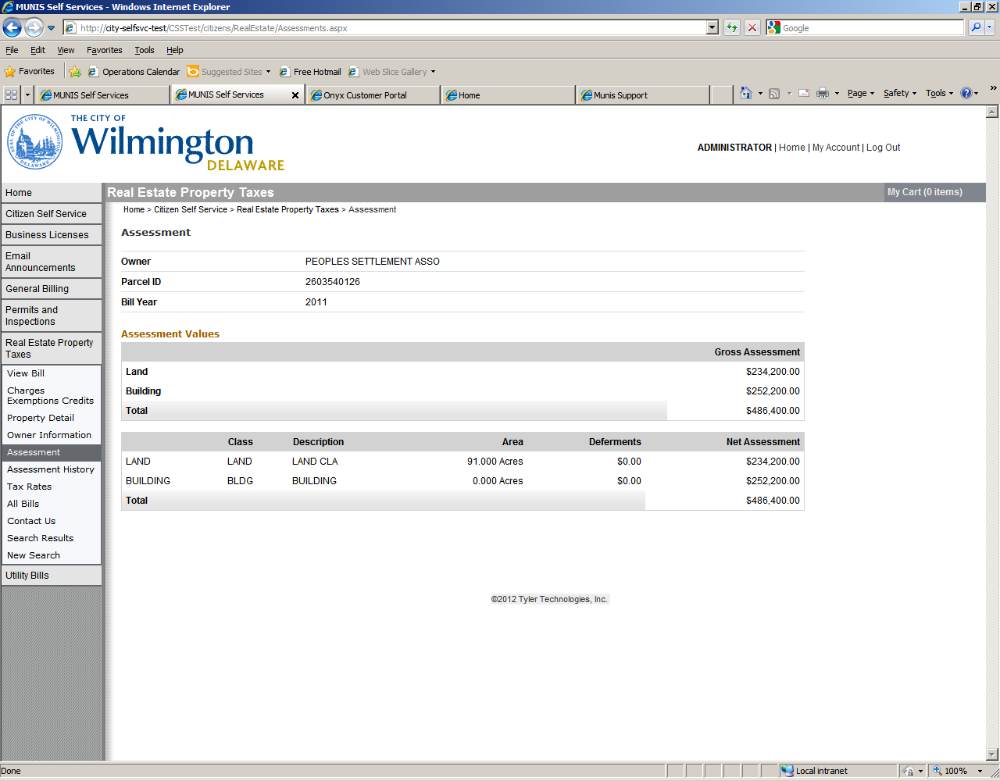 MUNIS Self Services - Windows Internet Explorer
http://city-selfsvc-test/CSSTest/citizens/RealEstate/Assessments.aspx
Google
File Edit View Favorites Tools Help
Favorites Operations Calendar Suggested Sites Free Hotmail Web Slice Gallery
MUNIS Self Services MUNIS Self Services Onyx Customer Portal Home Munis Support Page Safety Tools
THE CITY OF
Wilmington
DELAWARE
ADMINISTRATOR | Home | My Account | Log Out
Real Estate Property Taxes My Cart (0 items)
Home > Citizen Self Service > Real Estate Property Taxes > Assessment
Home
Citizen Self Service
Business Licenses
Email
Announcements
General Billing
Permits and
Inspections
Real Estate Property
Taxes
View Bill
Charges
Exemptions Credits
Property Detail
Owner Information
Assessment
Assessment History
Tax Rates
All Bills
Contact Us
Search Results
New Search
Utility Bills
Assessment
Owner PEOPLES SETTLEMENT ASSO
Parcel ID 2603540126
Bill Year 2011
Assessment Values
Gross Assessment
Land $234,200.00
Building $252,200.00
Total $486,400.00
Class Description Area Deferments Net Assessment
LAND LAND LAND CLA 91.000 Acres $0.00 $234,200.00
BUILDING BLDG BUILDING 0.000 Acres $0.00 $252,200.00
Total $486,400.00
©2012 Tyler Technologies, Inc.
Done Local intranet 100%